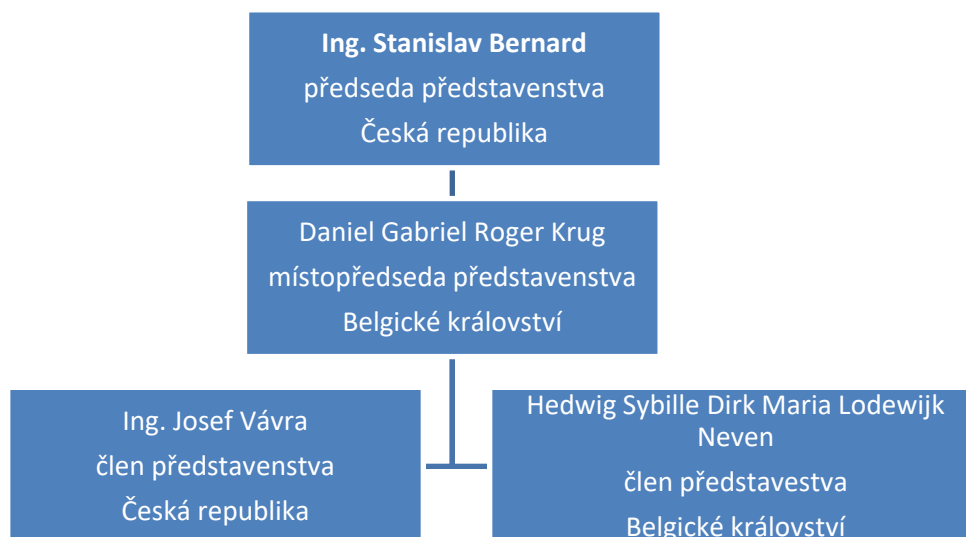 Ing. Stanislav Bernard
předseda představenstva
Česká republika
Daniel Gabriel Roger Krug
místopředseda představenstva
Belgické království
Ing. Josef Vávra
člen představenstva
Česká republika
Hedwig Sybille Dirk Maria Lodewijk
Neven
člen představestva
Belgické království